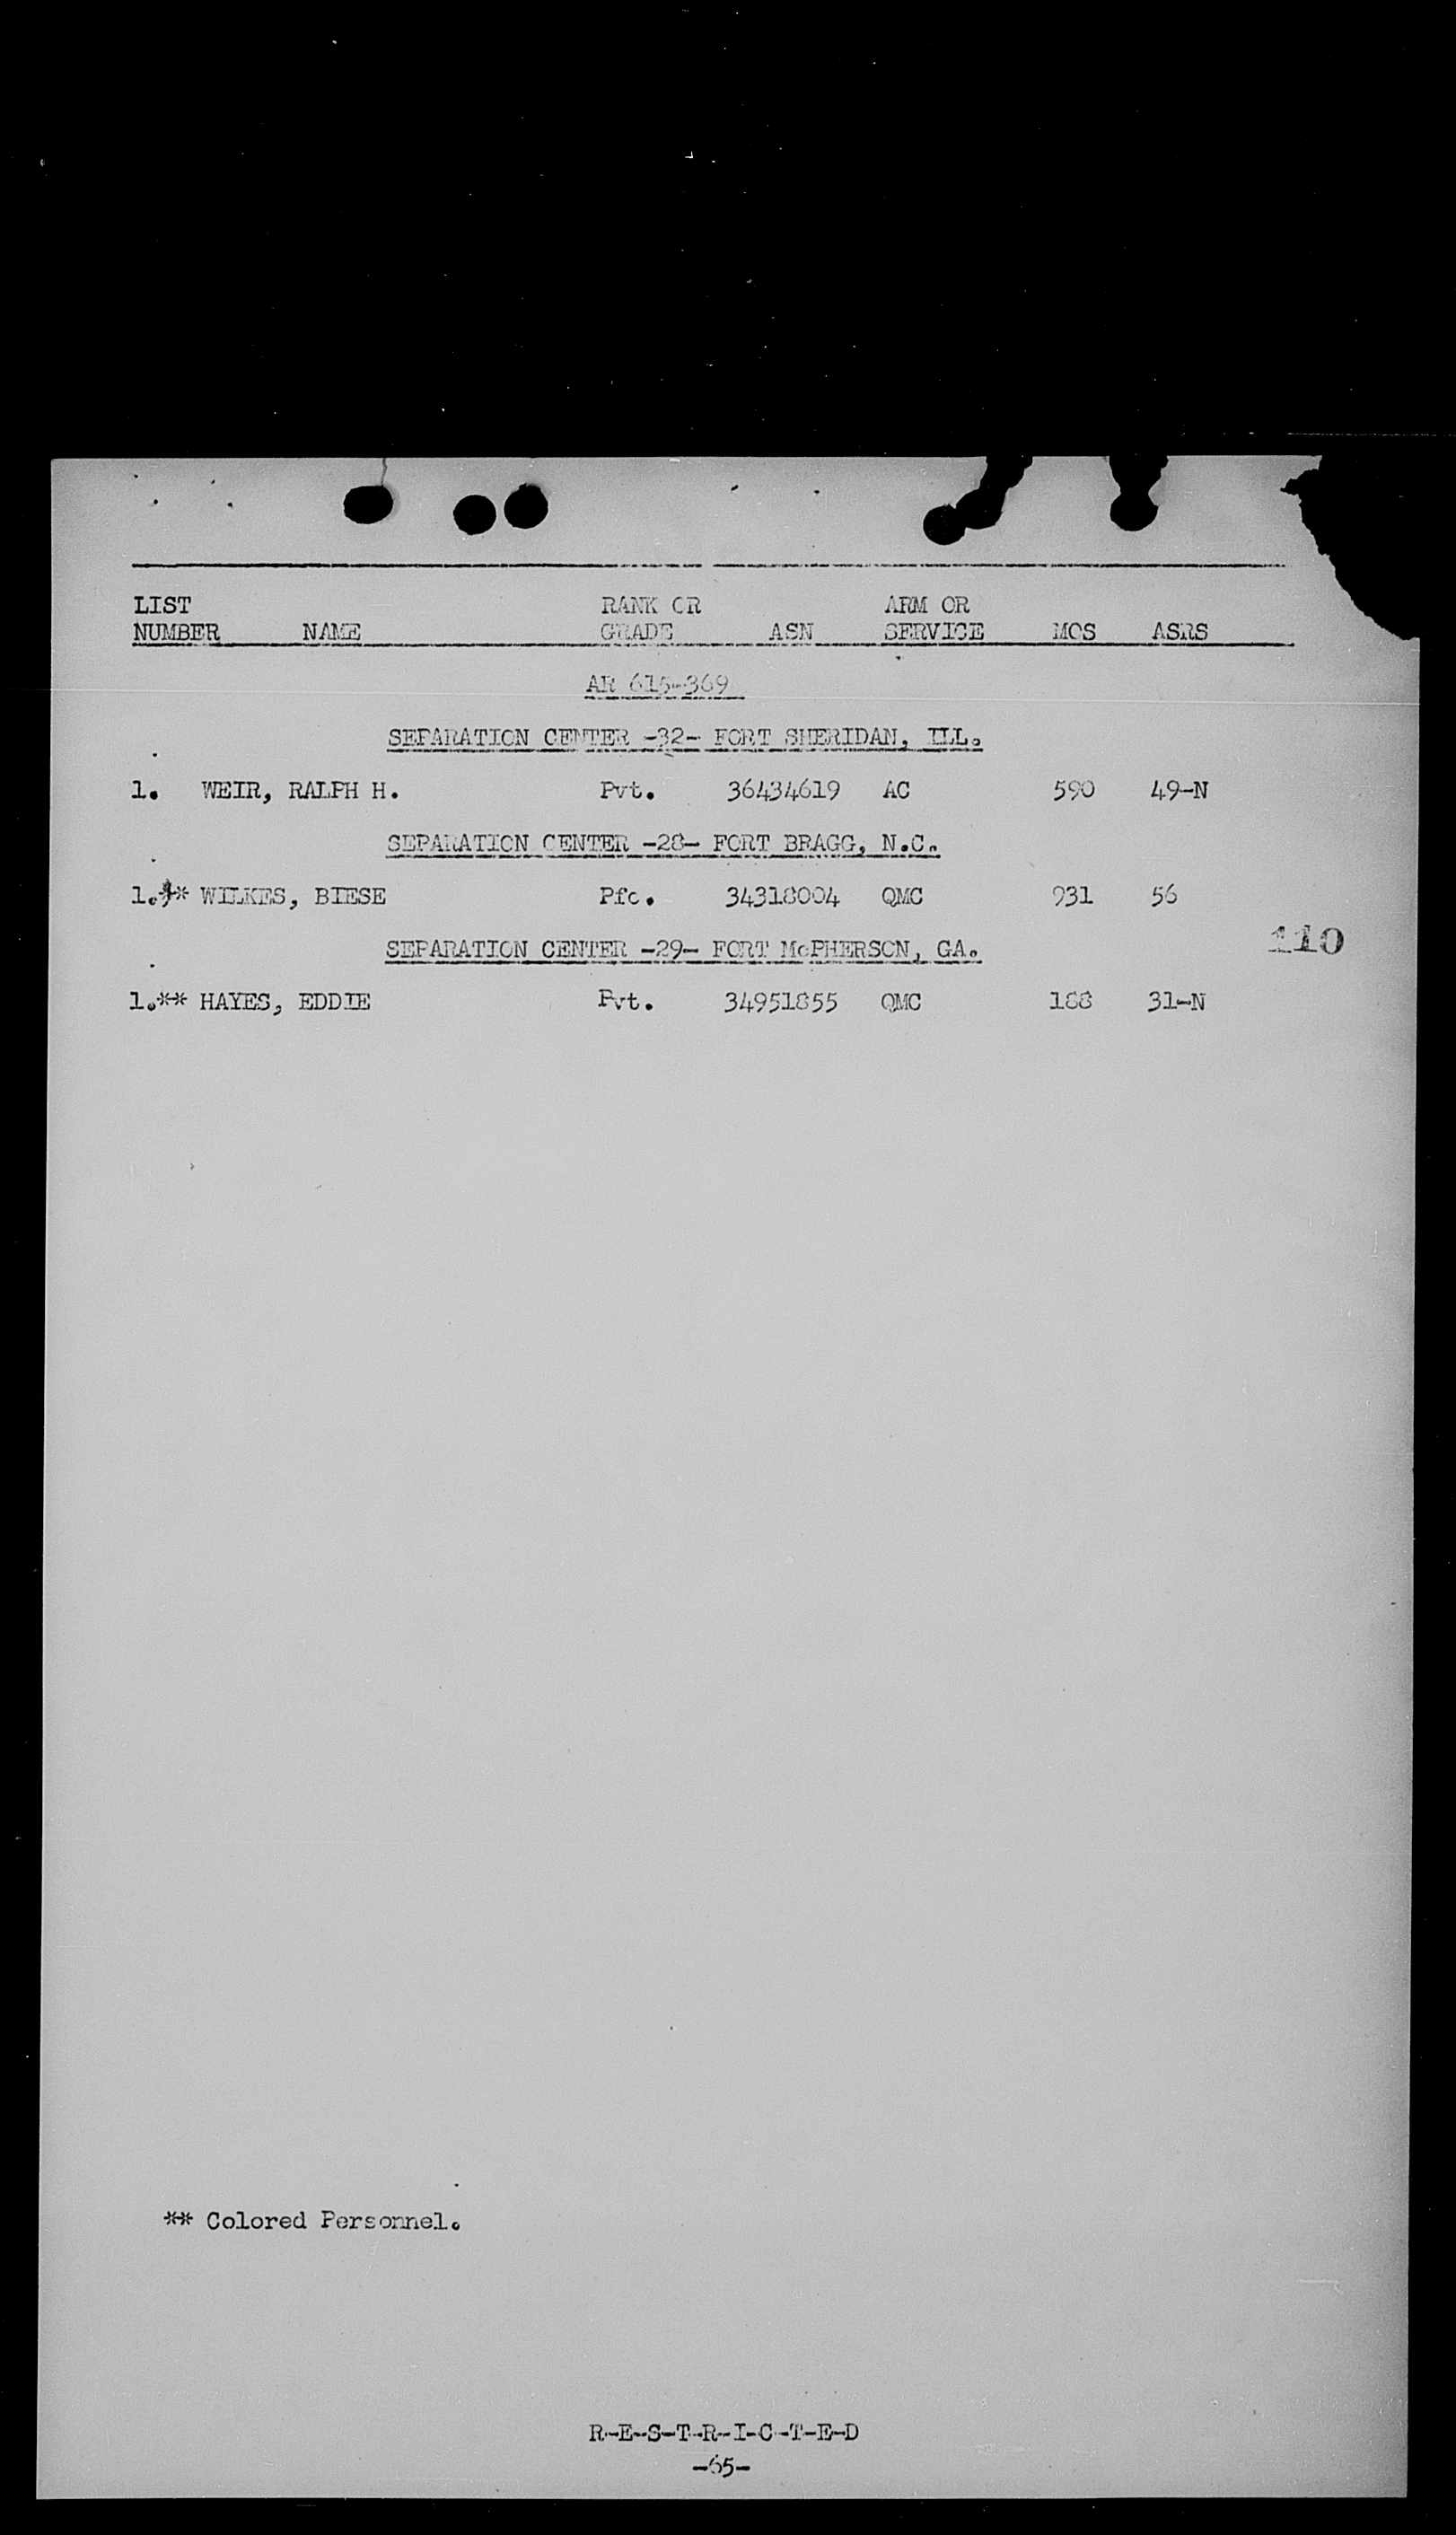 LIST RANK OR ARM OR
NUMBER NAME GRADE ASN SERVICE MOS ASRS
AR 615-369
SEPARATION CENTER -32- FORT SHERIDAN, ILL.
1. WEIR, RALPH H. Pvt. 36434619 AC 590 49-N
SEPARATION CENTER -28- FORT BRAGG, N.C.
1.** WILKES, BIESE Pfc. 34318004 QMC 931 56
SEPARATION CENTER -29- FORT McPHERSON, GA.
110
1.** HAYES, EDDIE Pvt. 34951855 QMC 188 31-N
** Colored Personnel.
R-E-S-T-R-I-C-T-E-D
-65-